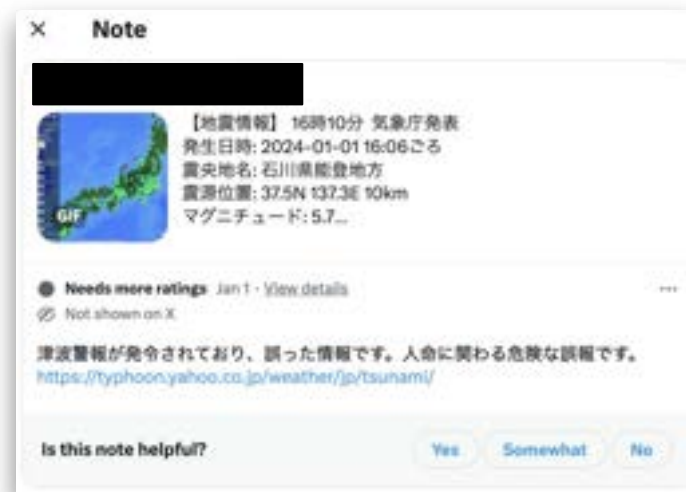 × Note
【地震情報】 16時10分 気象庁発表
発生日時: 2024-01-01 16:06ごろ
震央地名: 石川県能登地方
震源位置: 37.5N 137.3E 10km
マグニチュード: 5.7...
GIF
Needs more ratings Jan 1 · View details
Not shown on X
津波警報が発令されており、誤った情報です。人命に関わる危険な誤報です。
https://typhoon.yahoo.co.jp/weather/jp/tsunami/
Is this note helpful? Yes Somewhat No